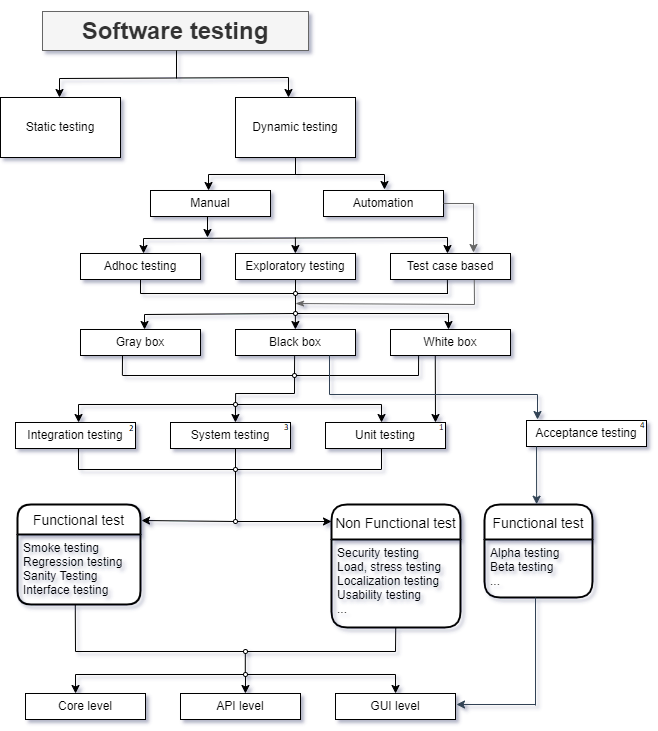 Software testing
Static testing
Dynamic testing
Manual
Automation
Adhoc testing
Exploratory testing
Test case based
Gray box
Black box
White box
Integration testing 2
System testing 3
Unit testing 1
Acceptance testing 4
Functional test
Smoke testing
Regression testing
Sanity Testing
Interface testing
Non Functional test
Security testing
Load, stress testing
Localization testing
Usability testing
...
Functional test
Alpha testing
Beta testing
...
Core level
API level
GUI level